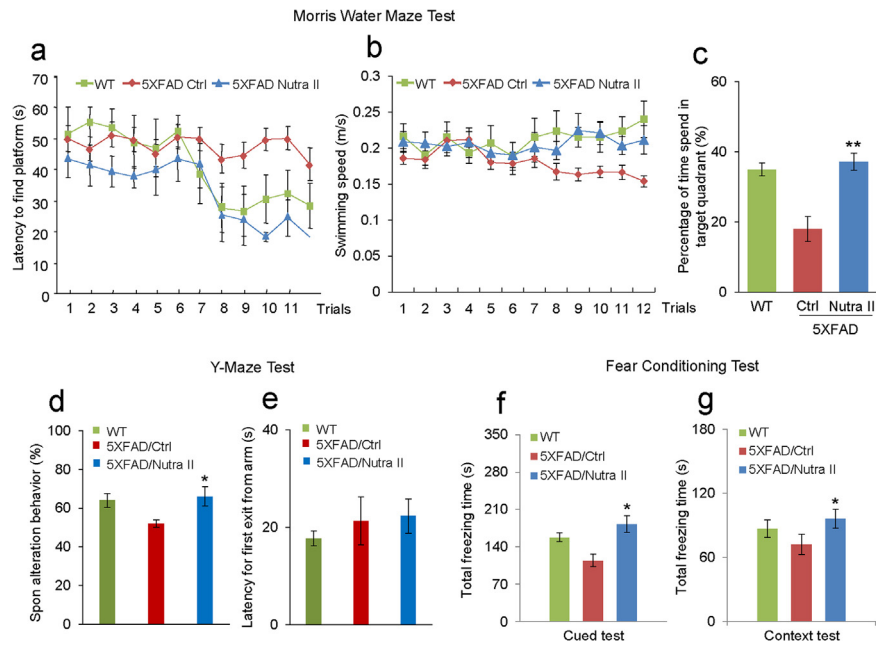 Morris Water Maze Test
a
WT 5XFAD Ctrl 5XFAD Nutra II
Latency to find platform (s)
70
60
50
40
30
20
10
0
1 2 3 4 5 6 7 8 9 10 11 Trials
b
WT 5XFAD Ctrl 5XFAD Nutra II
Swimming speed (m/s)
0.3
0.25
0.2
0.15
0.1
0.05
0
1 2 3 4 5 6 7 8 9 10 11 12 Trials
c
Percentage of time spend in
target quadrant (%)
60
40
20
0
**
WT Ctrl Nutra II
5XFAD
Y-Maze Test
d
WT
5XFAD/Ctrl
5XFAD/Nutra II
Spon alteration behavior (%)
100
80
60
40
20
0
*
e
WT
5XFAD/Ctrl
5XFAD/Nutra II
Latency for first exit from arm (s)
40
20
0
Fear Conditioning Test
f
WT
5XFAD/Ctrl
5XFAD/Nutra II
Total freezing time (s)
350
280
210
140
70
0
*
Cued test
g
WT
5XFAD/Ctrl
5XFAD/Nutra II
Total freezing time (s)
180
120
60
0
*
Context test